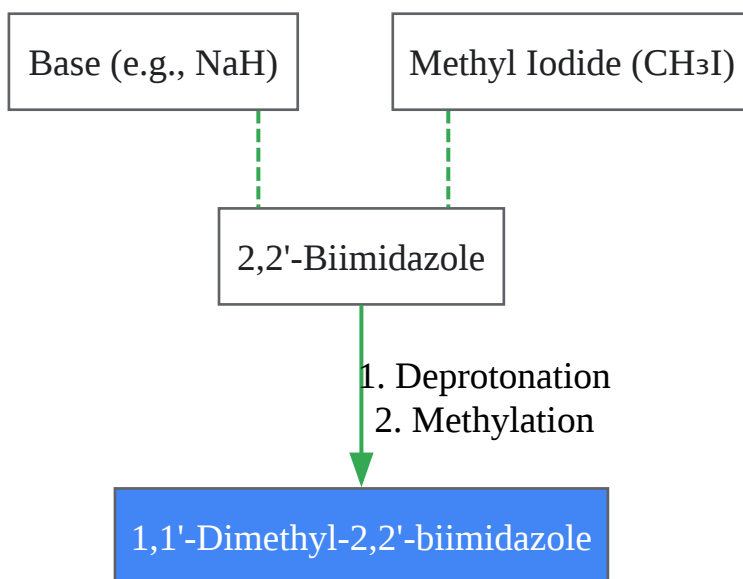 Base (e.g., NaH)
Methyl Iodide (CH₃I)
2,2'-Biimidazole
1. Deprotonation
2. Methylation
1,1'-Dimethyl-2,2'-biimidazole